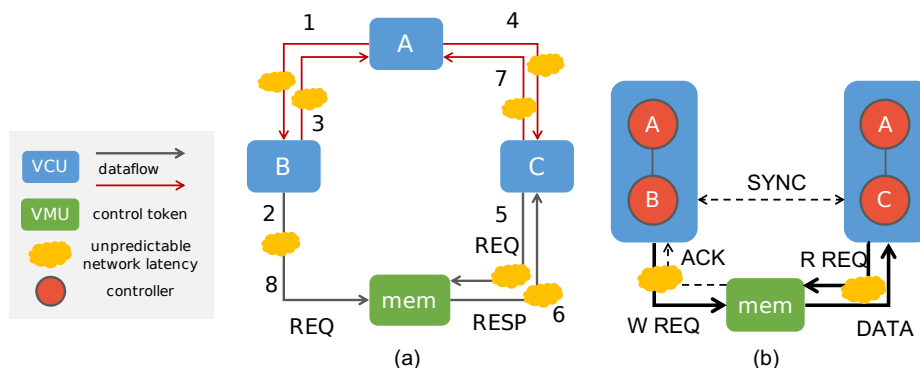 VCU
dataflow
VMU
control token
unpredictable
network latency
controller
1
4
A
7
3
B
C
2
5
REQ
8
mem
REQ
RESP
6
(a)
A
A
B
C
SYNC
ACK
R REQ
mem
W REQ
DATA
(b)